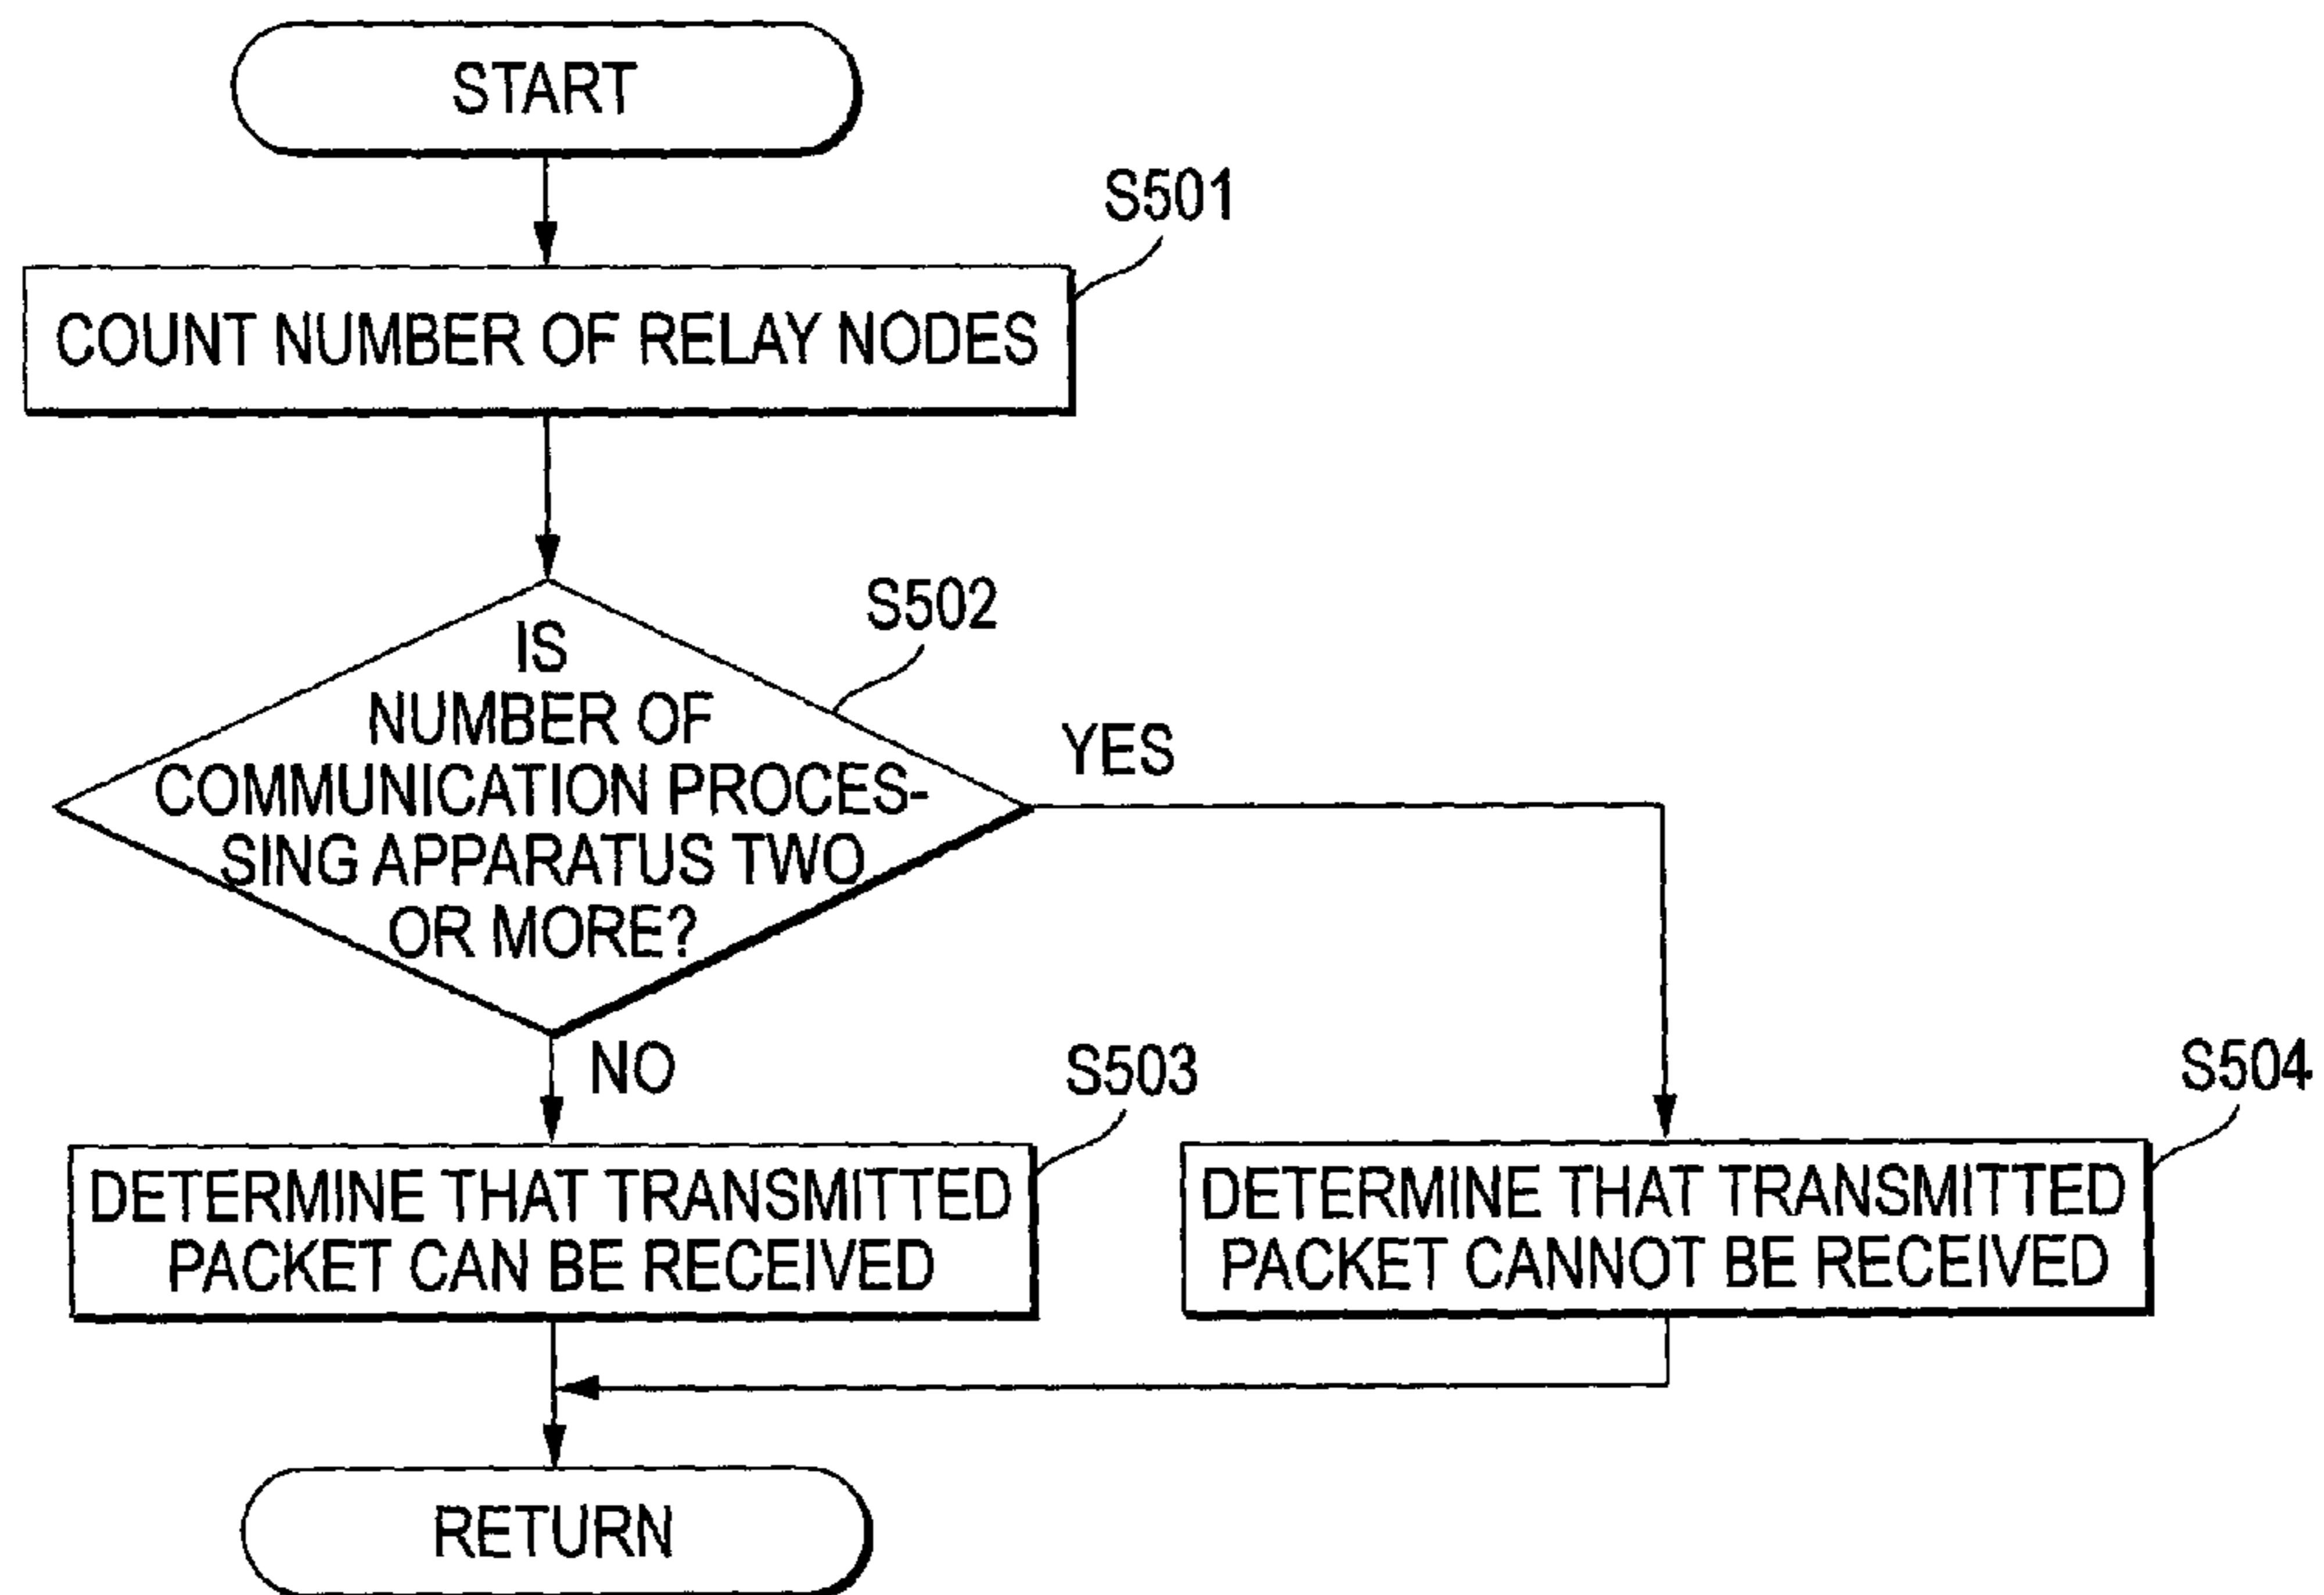 START
S501
COUNT NUMBER OF RELAY NODES
S502
IS
NUMBER OF
COMMUNICATION PROCES-
SING APPARATUS TWO
OR MORE?
YES
NO
S503
S504
DETERMINE THAT TRANSMITTED
PACKET CAN BE RECEIVED
DETERMINE THAT TRANSMITTED
PACKET CANNOT BE RECEIVED
RETURN